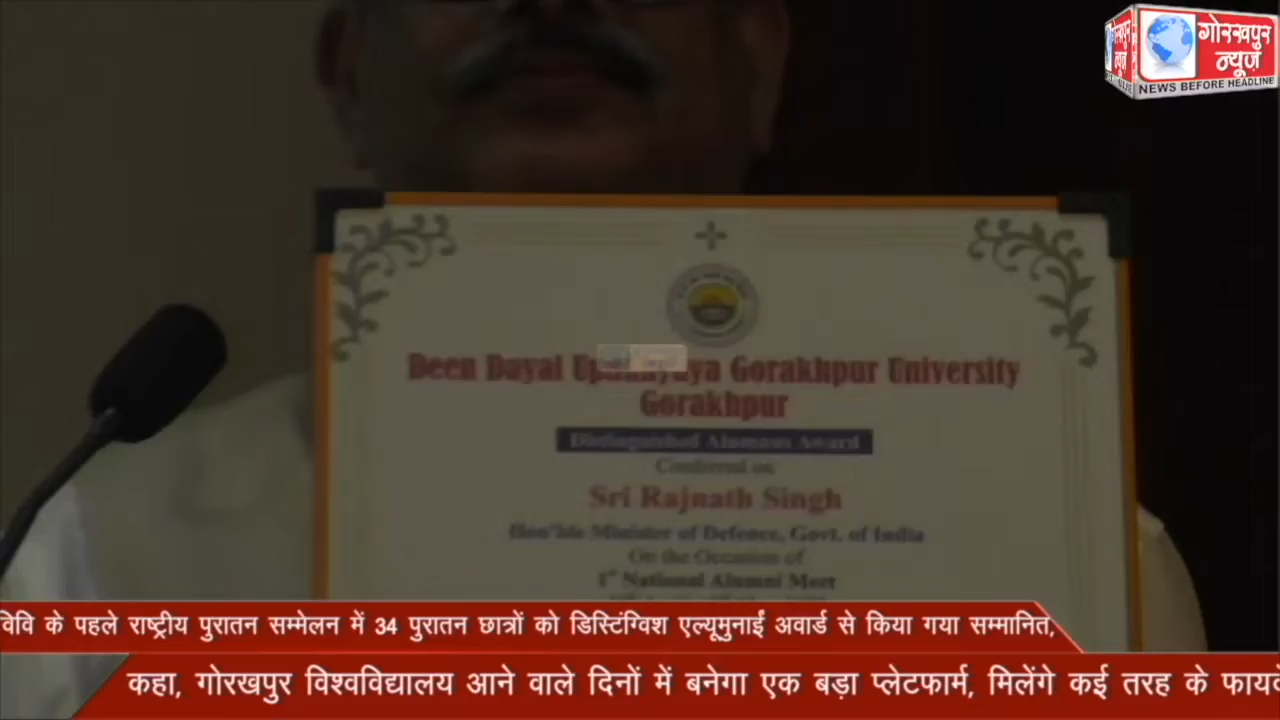 गोरखपुर
न्यूज़
गोरखपुर
न्यूज़
NEWS BEFORE HEADLINE
Deen Dayal Upadhyaya Gorakhpur University
Gorakhpur
Distinguished Alumnus Award
Conferred on
Sri Rajnath Singh
Hon'ble Minister of Defence, Govt. of India
On the Occasion of
1st National Alumni Meet
विवि के पहले राष्ट्रीय पुरातन सम्मेलन में 34 पुरातन छात्रों को डिस्टिंग्विश एल्यूमुनाई अवार्ड से किया गया सम्मानित,
कहा, गोरखपुर विश्वविद्यालय आने वाले दिनों में बनेगा एक बड़ा प्लेटफार्म, मिलेंगे कई तरह के फायदे